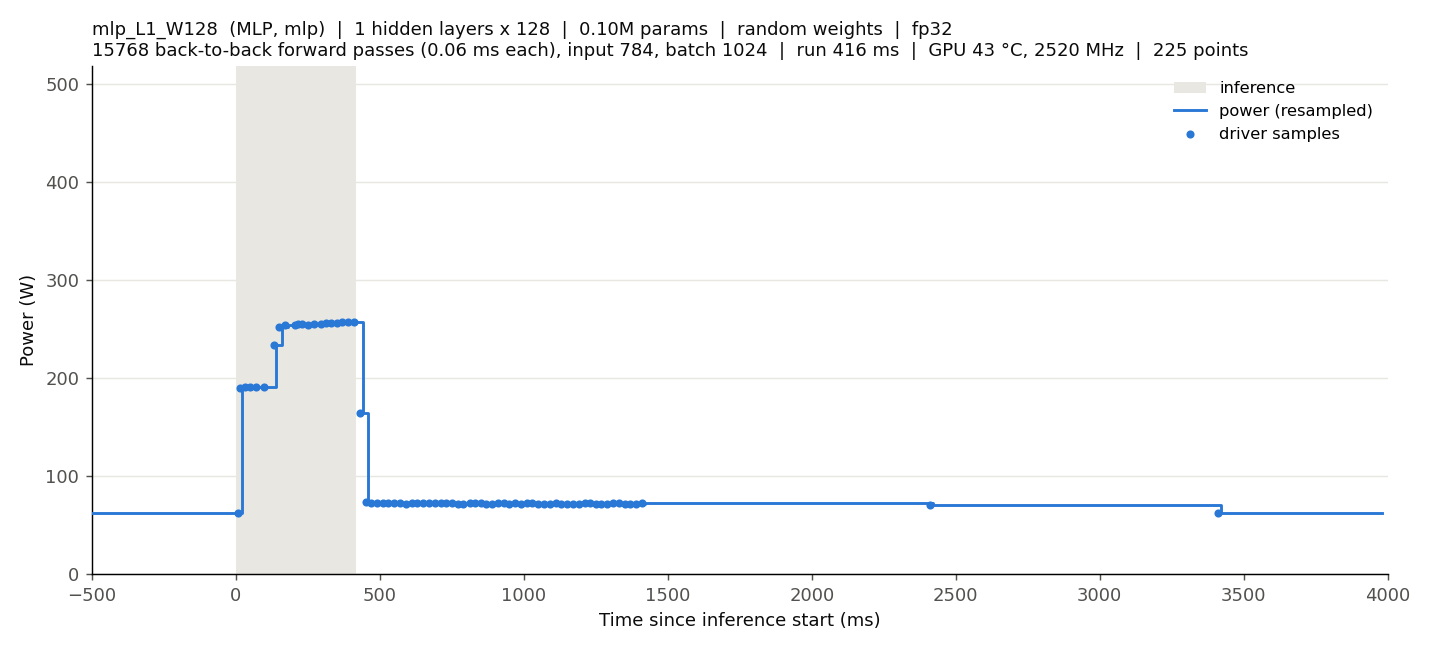 mlp_L1_W128  (MLP, mlp)  |  1 hidden layers x 128  |  0.10M params  |  random weights  |  fp32
15768 back-to-back forward passes (0.06 ms each), input 784, batch 1024  |  run 416 ms  |  GPU 43 °C, 2520 MHz  |  225 points
inference
power (resampled)
driver samples
Power (W)
500
400
300
200
100
0
−500
0
500
1000
1500
2000
2500
3000
3500
4000
Time since inference start (ms)